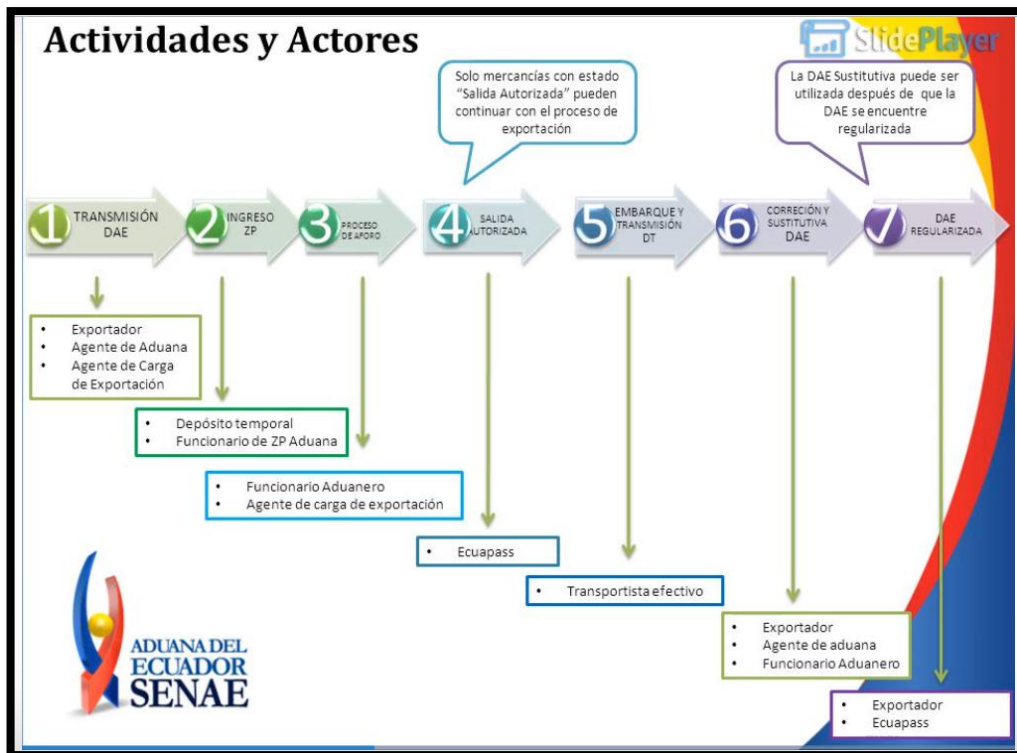 Actividades y Actores
SlidePlayer
Solo mercancías con estado
“Salida Autorizada” pueden
continuar con el proceso de
exportación
La DAE Sustitutiva puede ser
utilizada después de que la
DAE se encuentre
regularizada
1 TRANSMISIÓN
DAE
2 INGRESO
ZP
3 PROCESO
DE AFORO
4 SALIDA
AUTORIZADA
5 EMBARQUE Y
TRANSMISIÓN
DT
6 CORRECIÓN Y
SUSTITUTIVA
DAE
7 DAE
REGULARIZADA
• Exportador
• Agente de Aduana
• Agente de Carga
de Exportación
• Depósito temporal
• Funcionario de ZP Aduana
• Funcionario Aduanero
• Agente de carga de exportación
• Ecuapass
• Transportista efectivo
• Exportador
• Agente de aduana
• Funcionario Aduanero
• Exportador
• Ecuapass
ADUANA DEL
ECUADOR
SENAE